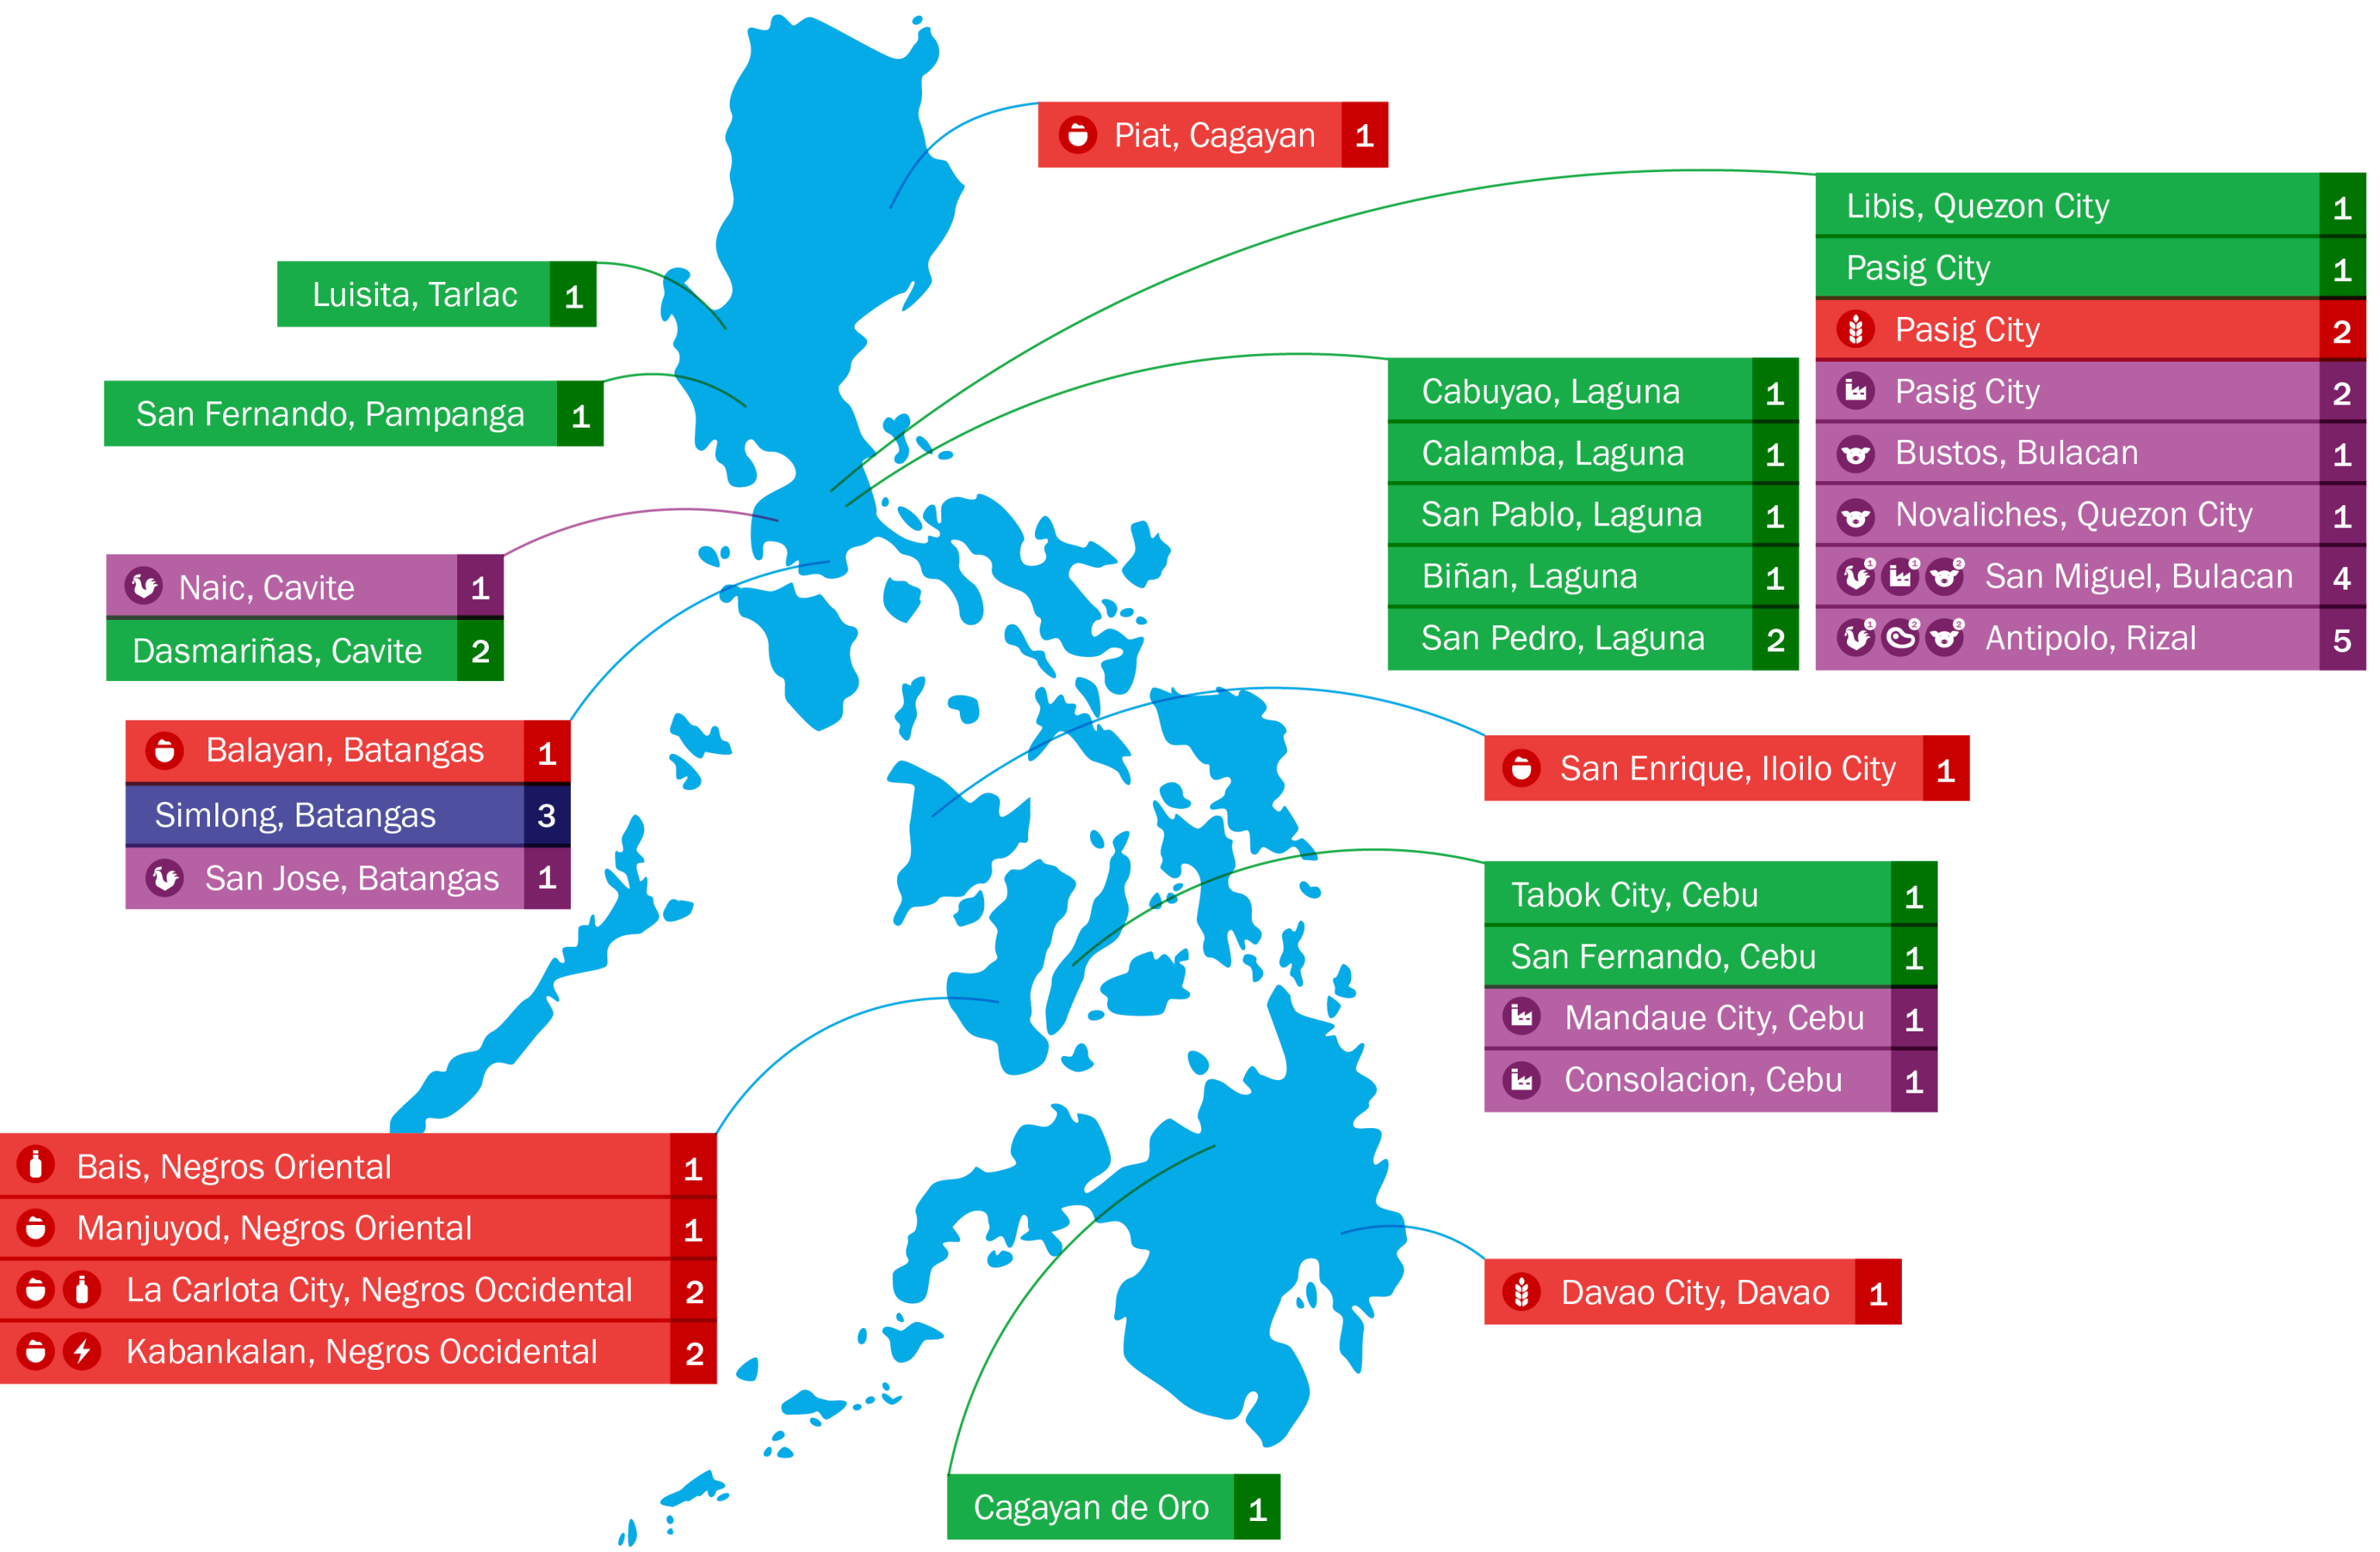 Piat, Cagayan 1
Libis, Quezon City 1
Pasig City 1
Pasig City 2
Pasig City 2
Bustos, Bulacan 1
Novaliches, Quezon City 1
1 1 2 San Miguel, Bulacan 4
1 2 2 Antipolo, Rizal 5
Luisita, Tarlac 1
San Fernando, Pampanga 1
Cabuyao, Laguna 1
Calamba, Laguna 1
San Pablo, Laguna 1
Biñan, Laguna 1
San Pedro, Laguna 2
Naic, Cavite 1
Dasmariñas, Cavite 2
Balayan, Batangas 1
Simlong, Batangas 3
San Jose, Batangas 1
San Enrique, Iloilo City 1
Tabok City, Cebu 1
San Fernando, Cebu 1
Mandaue City, Cebu 1
Consolacion, Cebu 1
Bais, Negros Oriental 1
Manjuyod, Negros Oriental 1
La Carlota City, Negros Occidental 2
Kabankalan, Negros Occidental 2
Davao City, Davao 1
Cagayan de Oro 1